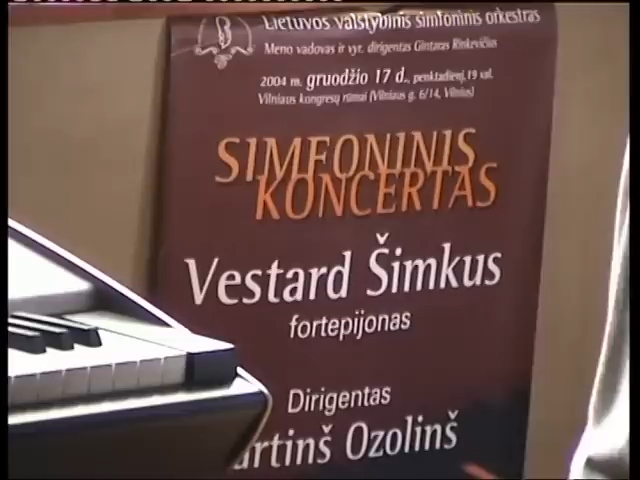 Lietuvos valstybinis simfoninis orkestras
Meno vadovas ir vyr. dirigentas Gintaras Rinkevičius
2004 m. gruodžio 17 d., penktadienį, 19 val.
Vilniaus kongresų rūmai (Vilniaus g. 6/14, Vilnius)
SIMFONINIS
KONCERTAS
Vestard Šimkus
fortepijonas
Dirigentas
artinš Ozolinš